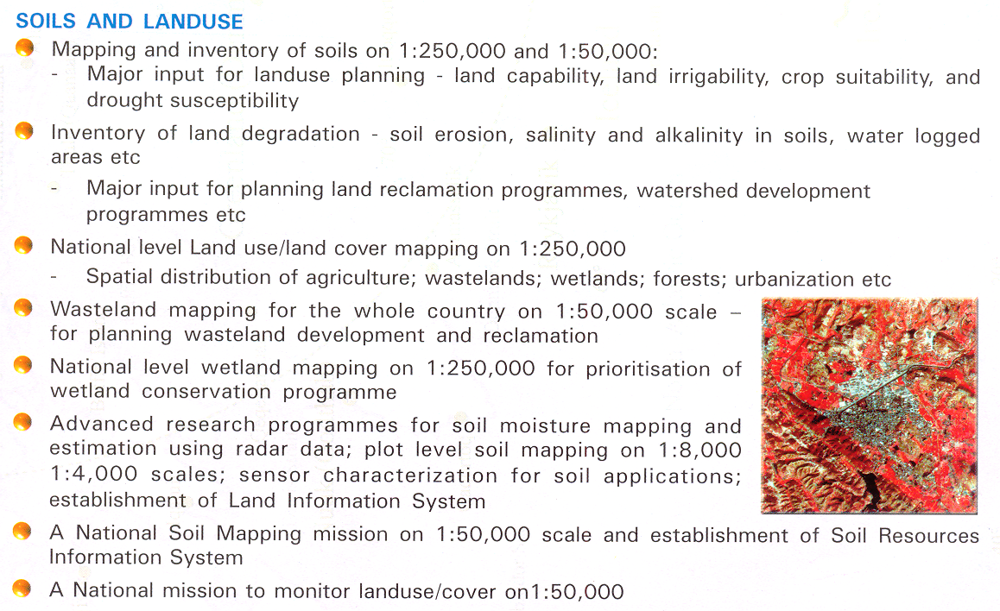 SOILS AND LANDUSE
Mapping and inventory of soils on 1:250,000 and 1:50,000:
- Major input for landuse planning - land capability, land irrigability, crop suitability, and
drought susceptibility
Inventory of land degradation - soil erosion, salinity and alkalinity in soils, water logged
areas etc
- Major input for planning land reclamation programmes, watershed development
programmes etc
National level Land use/land cover mapping on 1:250,000
- Spatial distribution of agriculture; wastelands; wetlands; forests; urbanization etc
Wasteland mapping for the whole country on 1:50,000 scale –
for planning wasteland development and reclamation
National level wetland mapping on 1:250,000 for prioritisation of
wetland conservation programme
Advanced research programmes for soil moisture mapping and
estimation using radar data; plot level soil mapping on 1:8,000
1:4,000 scales; sensor characterization for soil applications;
establishment of Land Information System
A National Soil Mapping mission on 1:50,000 scale and establishment of Soil Resources
Information System
A National mission to monitor landuse/cover on1:50,000